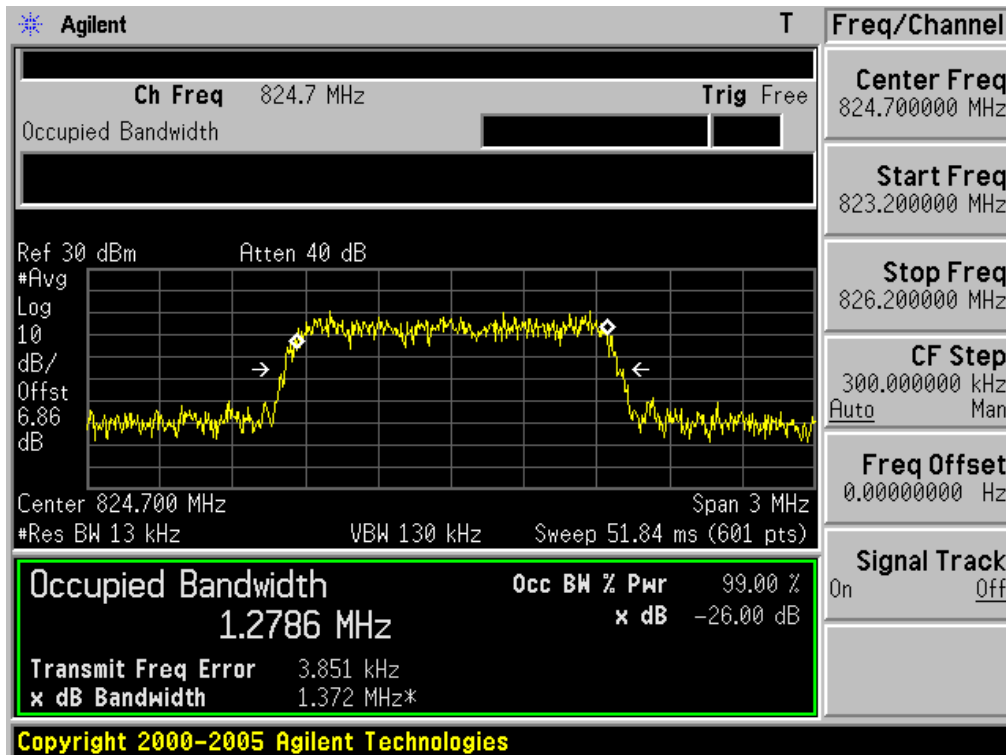 Agilent T
Ch Freq 824.7 MHz Trig Free
Occupied Bandwidth
Ref 30 dBm Atten 40 dB
#Avg
Log
10
dB/
Offst
6.86
dB
Center 824.700 MHz Span 3 MHz
#Res BW 13 kHz VBW 130 kHz Sweep 51.84 ms (601 pts)
Occupied Bandwidth Occ BW % Pwr 99.00 %
1.2786 MHz x dB -26.00 dB
Transmit Freq Error 3.851 kHz
x dB Bandwidth 1.372 MHz*
Copyright 2000-2005 Agilent Technologies
Freq/Channel
Center Freq
824.700000 MHz
Start Freq
823.200000 MHz
Stop Freq
826.200000 MHz
CF Step
300.000000 kHz
Auto Man
Freq Offset
0.00000000 Hz
Signal Track
On Off